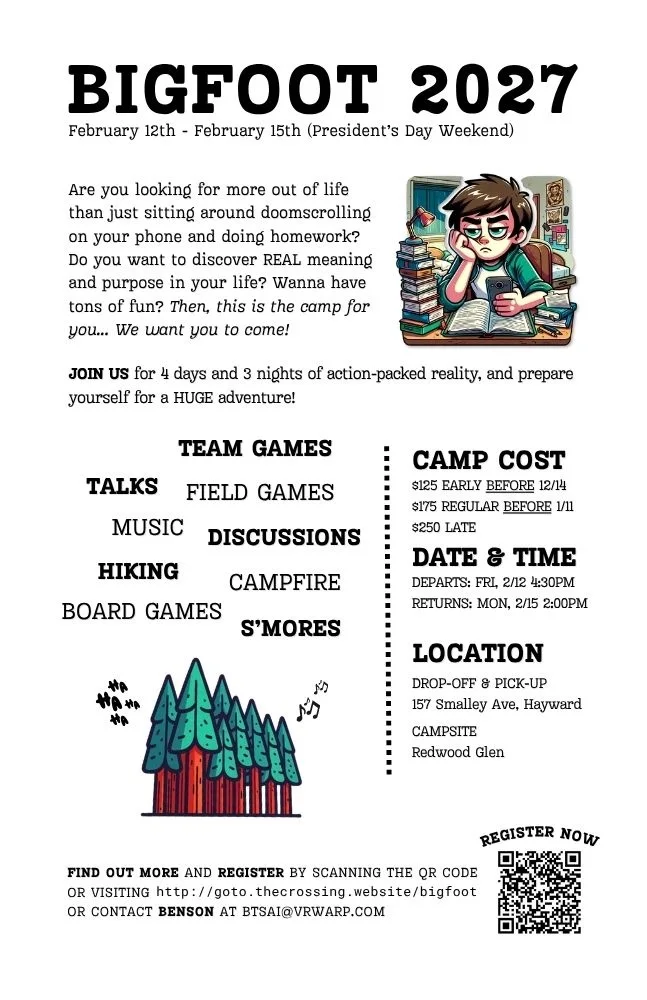 BIGFOOT 2027
February 12th - February 15th (President's Day Weekend)
Are you looking for more out of life
than just sitting around doomscrolling
on your phone and doing homework?
Do you want to discover REAL meaning
and purpose in your life? Wanna have
tons of fun? Then, this is the camp for
you... We want you to come!
JOIN US for 4 days and 3 nights of action-packed reality, and prepare
yourself for a HUGE adventure!
TEAM GAMES
TALKS
FIELD GAMES
MUSIC
DISCUSSIONS
HIKING
CAMPFIRE
BOARD GAMES
S'MORES
HA
HA HA
HA
CAMP COST
$125 EARLY BEFORE 12/14
$175 REGULAR BEFORE 1/11
$250 LATE
DATE & TIME
DEPARTS: FRI, 2/12 4:30PM
RETURNS: MON, 2/15 2:00PM
LOCATION
DROP-OFF & PICK-UP
157 Smalley Ave, Hayward
CAMPSITE
Redwood Glen
REGISTER NOW
FIND OUT MORE AND REGISTER BY SCANNING THE QR CODE
OR VISITING http://goto.thecrossing.website/bigfoot
OR CONTACT BENSON AT BTSAI@VRWARP.COM